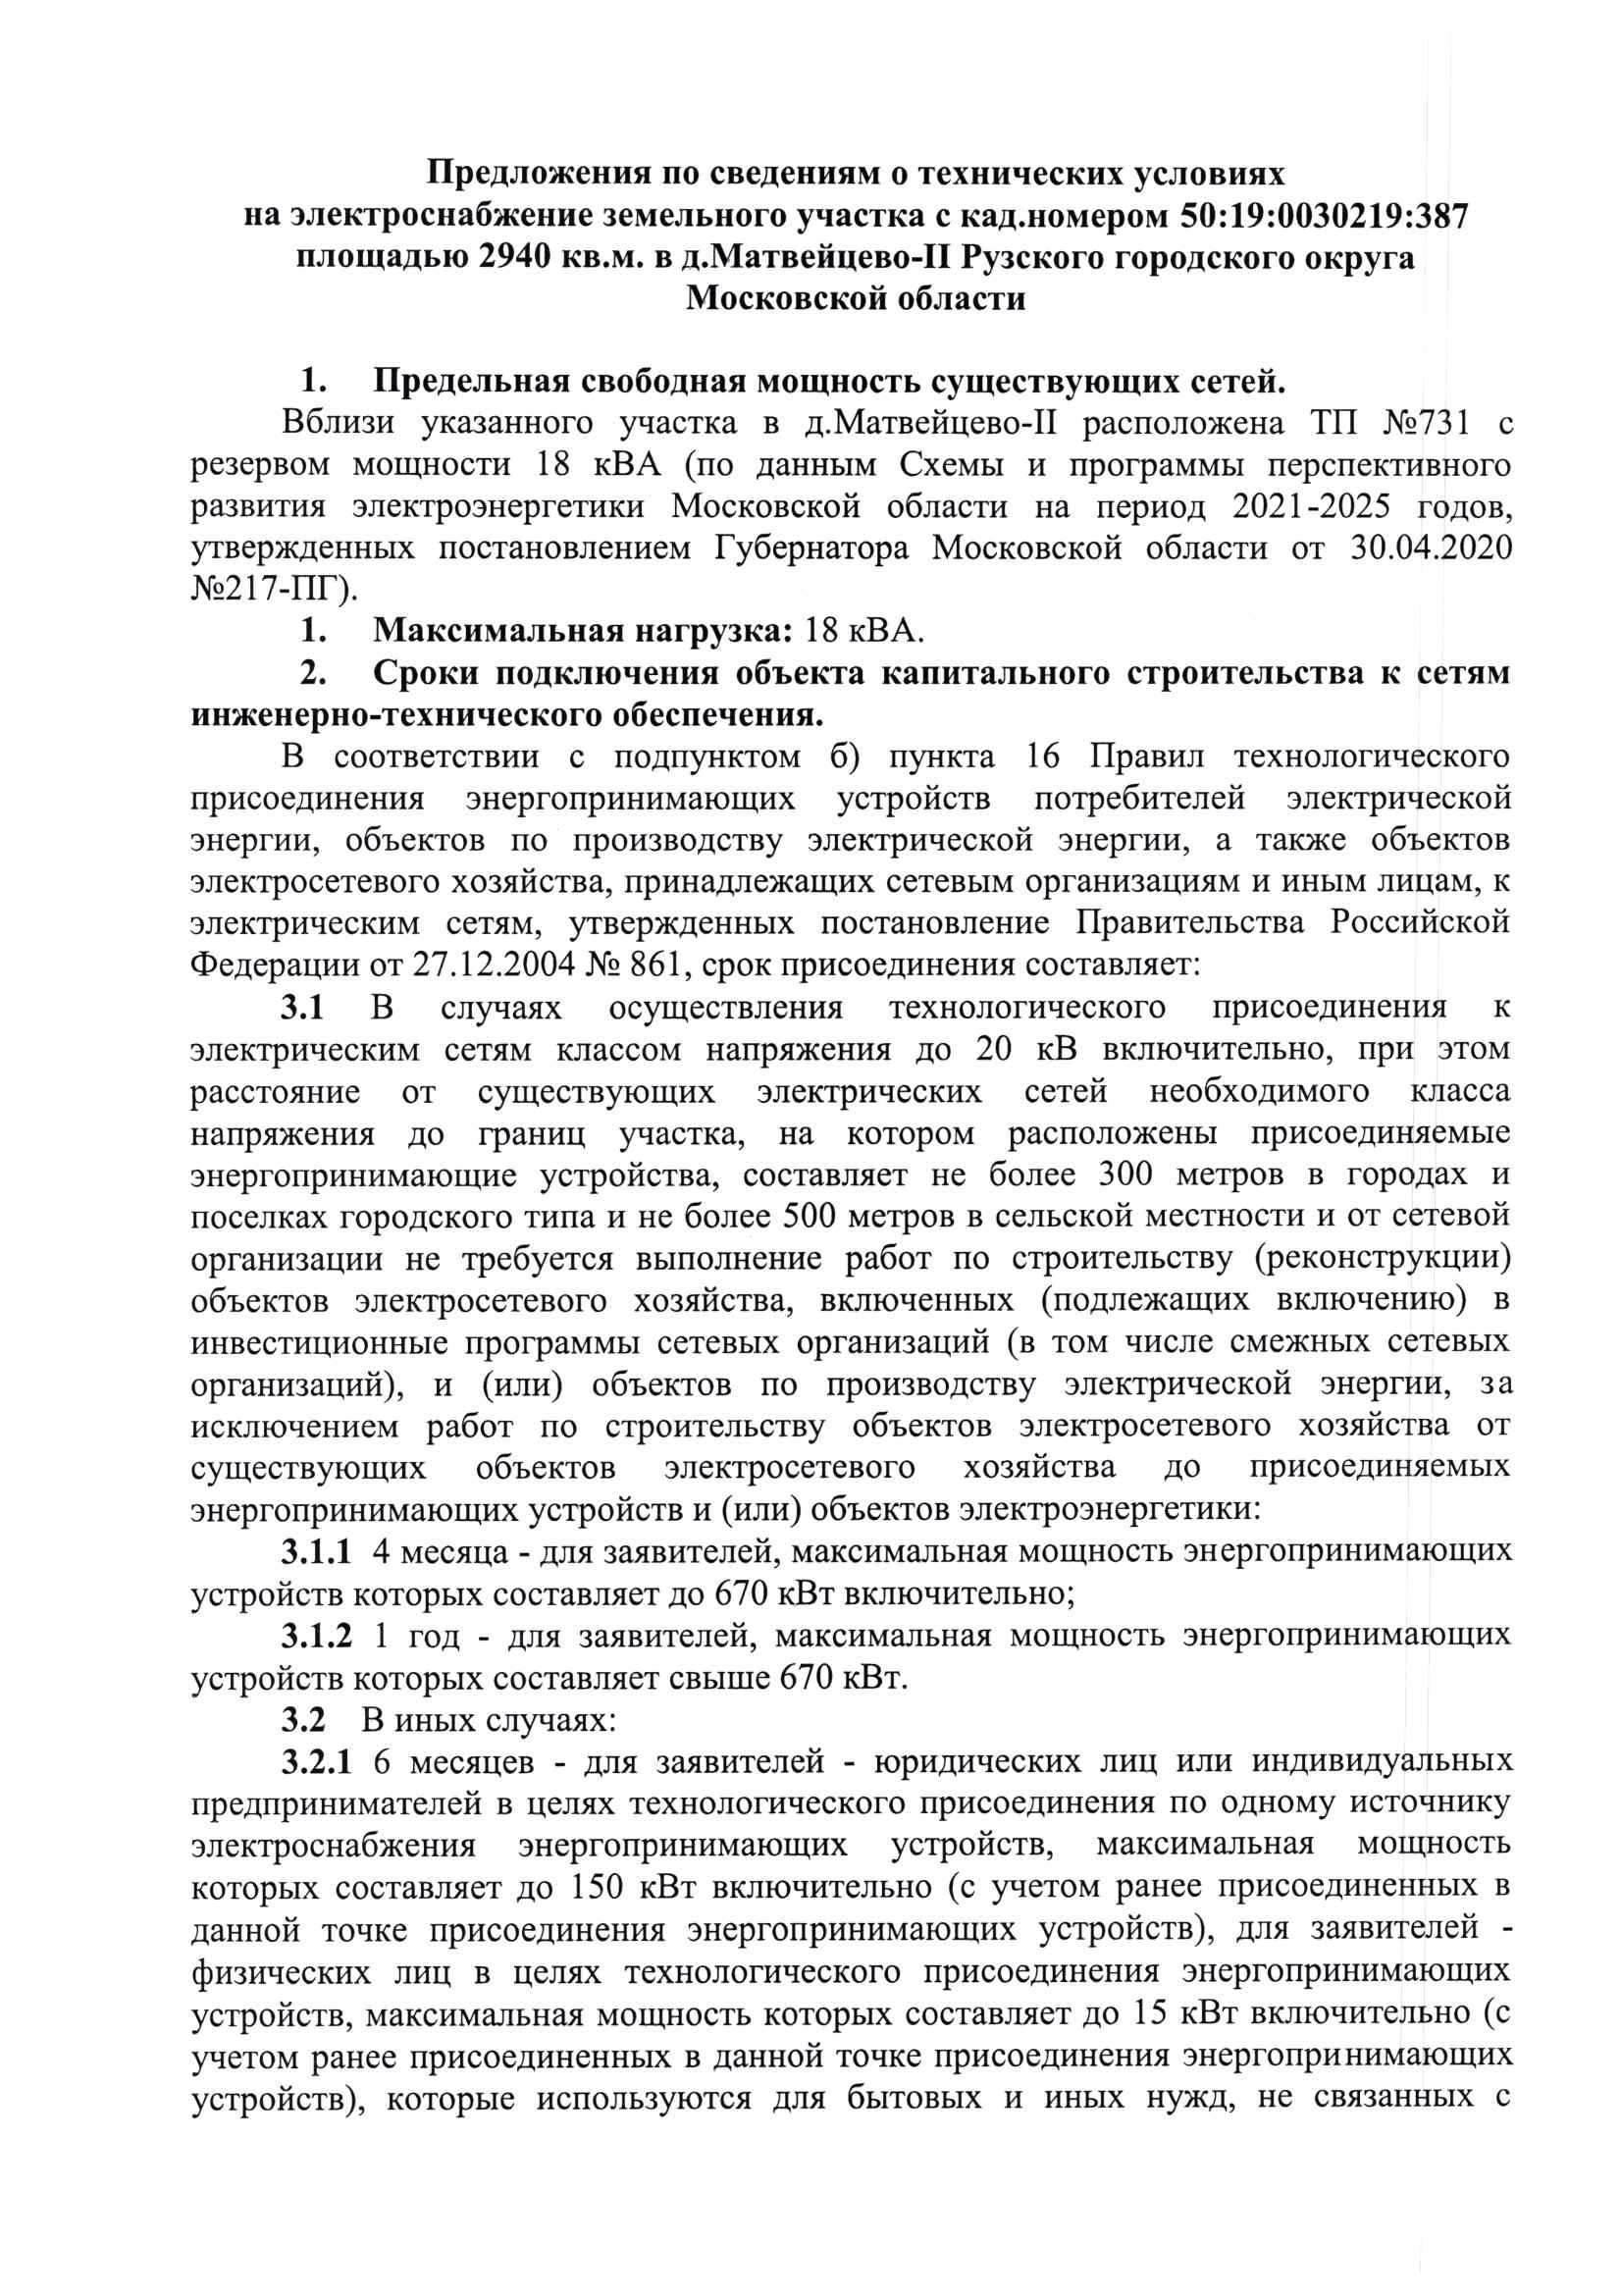 Предложения по сведениям о технических условиях
на электроснабжение земельного участка с кад.номером 50:19:0030219:387
площадью 2940 кв.м. в д.Матвейцево-II Рузского городского округа
Московской области
1. Предельная свободная мощность существующих сетей.
Вблизи указанного участка в д.Матвейцево-II расположена ТП №731 с
резервом мощности 18 кВА (по данным Схемы и программы перспективного
развития электроэнергетики Московской области на период 2021-2025 годов,
утвержденных постановлением Губернатора Московской области от 30.04.2020
№217-ПГ).
1. Максимальная нагрузка: 18 кВА.
2. Сроки подключения объекта капитального строительства к сетям
инженерно-технического обеспечения.
В соответствии с подпунктом б) пункта 16 Правил технологического
присоединения энергопринимающих устройств потребителей электрической
энергии, объектов по производству электрической энергии, а также объектов
электросетевого хозяйства, принадлежащих сетевым организациям и иным лицам, к
электрическим сетям, утвержденных постановление Правительства Российской
Федерации от 27.12.2004 № 861, срок присоединения составляет:
3.1 В случаях осуществления технологического присоединения к
электрическим сетям классом напряжения до 20 кВ включительно, при этом
расстояние от существующих электрических сетей необходимого класса
напряжения до границ участка, на котором расположены присоединяемые
энергопринимающие устройства, составляет не более 300 метров в городах и
поселках городского типа и не более 500 метров в сельской местности и от сетевой
организации не требуется выполнение работ по строительству (реконструкции)
объектов электросетевого хозяйства, включенных (подлежащих включению) в
инвестиционные программы сетевых организаций (в том числе смежных сетевых
организаций), и (или) объектов по производству электрической энергии, за
исключением работ по строительству объектов электросетевого хозяйства от
существующих объектов электросетевого хозяйства до присоединяемых
энергопринимающих устройств и (или) объектов электроэнергетики:
3.1.1 4 месяца - для заявителей, максимальная мощность энергопринимающих
устройств которых составляет до 670 кВт включительно;
3.1.2 1 год - для заявителей, максимальная мощность энергопринимающих
устройств которых составляет свыше 670 кВт.
3.2 В иных случаях:
3.2.1 6 месяцев - для заявителей - юридических лиц или индивидуальных
предпринимателей в целях технологического присоединения по одному источнику
электроснабжения энергопринимающих устройств, максимальная мощность
которых составляет до 150 кВт включительно (с учетом ранее присоединенных в
данной точке присоединения энергопринимающих устройств), для заявителей -
физических лиц в целях технологического присоединения энергопринимающих
устройств, максимальная мощность которых составляет до 15 кВт включительно (с
учетом ранее присоединенных в данной точке присоединения энергопринимающих
устройств), которые используются для бытовых и иных нужд, не связанных с